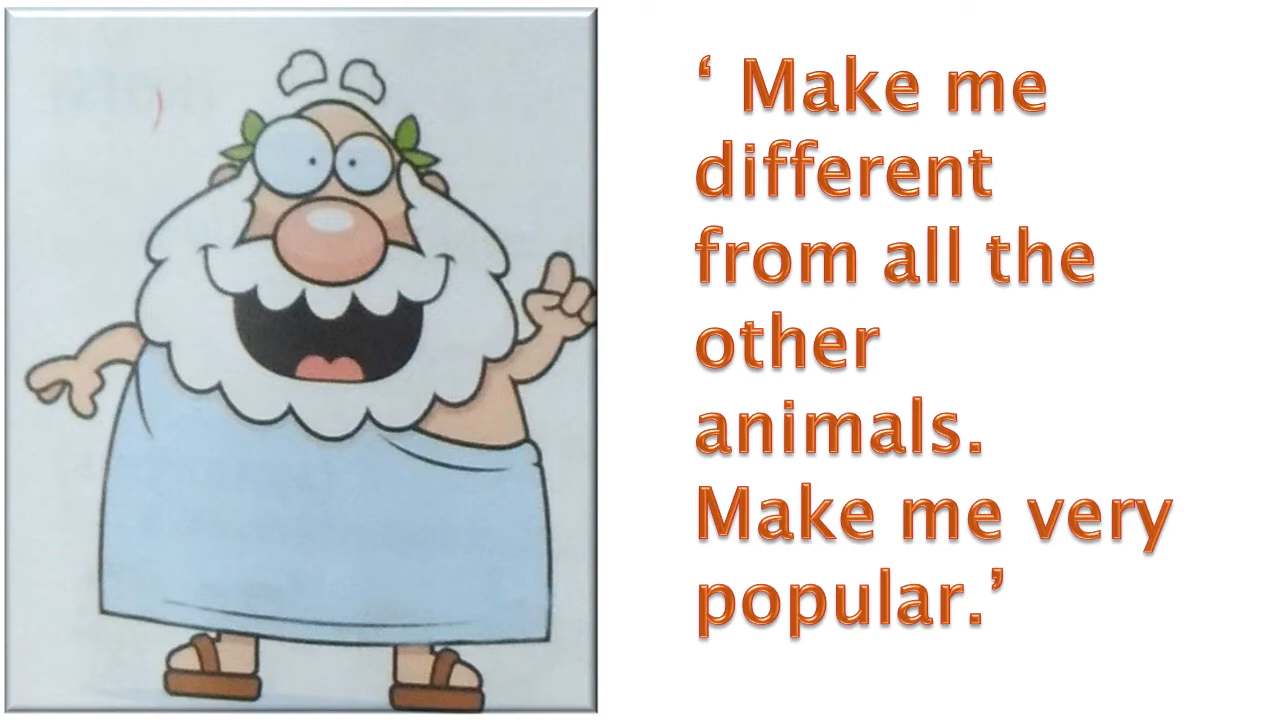 ‘ Make me
different
from all the
other
animals.
Make me very
popular.’